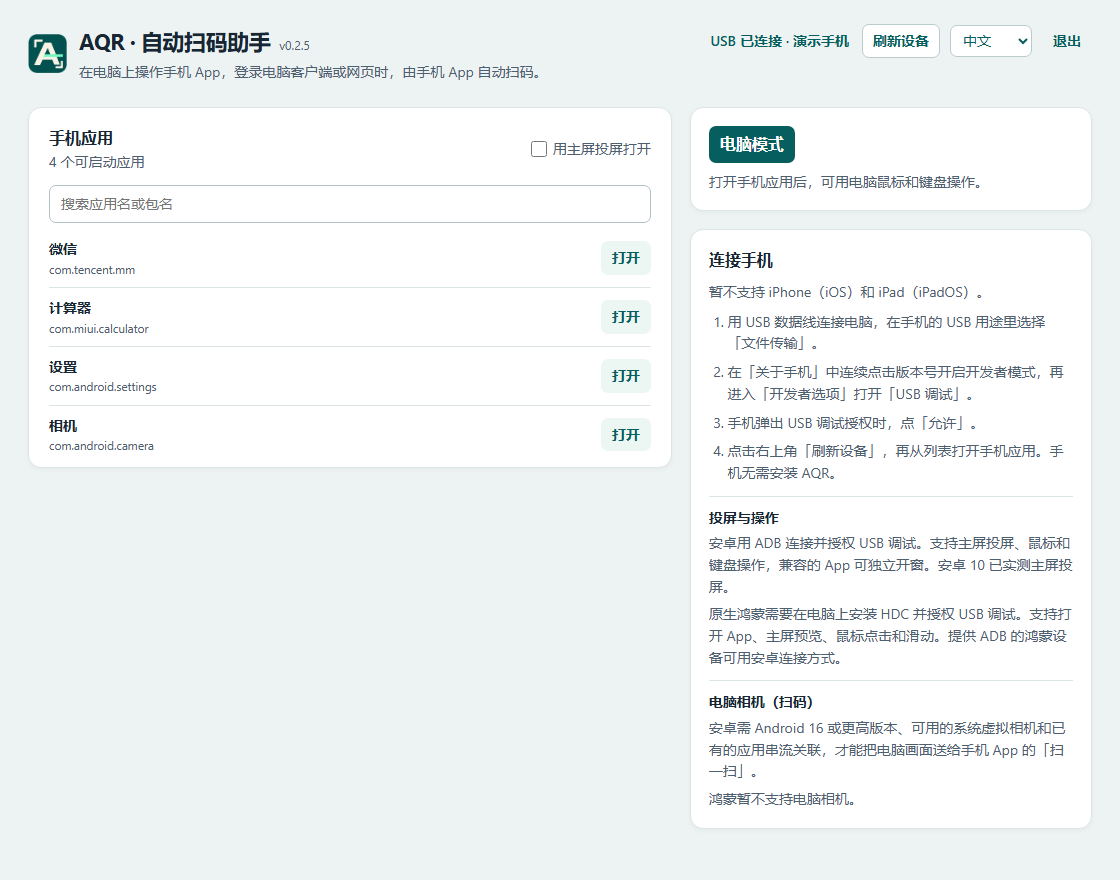 AQR · 自动扫码助手 v0.2.5
在电脑上操作手机 App，登录电脑客户端或网页时，由手机 App 自动扫码。
USB 已连接 · 演示手机
刷新设备
中文
退出
手机应用
4 个可启动应用
用主屏投屏打开
搜索应用名或包名
微信
com.tencent.mm
打开
计算器
com.miui.calculator
打开
设置
com.android.settings
打开
相机
com.android.camera
打开
电脑模式
打开手机应用后，可用电脑鼠标和键盘操作。
连接手机
暂不支持 iPhone（iOS）和 iPad（iPadOS）。
1. 用 USB 数据线连接电脑，在手机的 USB 用途里选择
「文件传输」。
2. 在「关于手机」中连续点击版本号开启开发者模式，再
进入「开发者选项」打开「USB 调试」。
3. 手机弹出 USB 调试授权时，点「允许」。
4. 点击右上角「刷新设备」，再从列表打开手机应用。手
机无需安装 AQR。
投屏与操作
安卓用 ADB 连接并授权 USB 调试。支持主屏投屏、鼠标和
键盘操作，兼容的 App 可独立开窗。安卓 10 已实测主屏投
屏。
原生鸿蒙需要在电脑上安装 HDC 并授权 USB 调试。支持打
开 App、主屏预览、鼠标点击和滑动。提供 ADB 的鸿蒙设
备可用安卓连接方式。
电脑相机（扫码）
安卓需 Android 16 或更高版本、可用的系统虚拟相机和已
有的应用串流关联，才能把电脑画面送给手机 App 的「扫
一扫」。
鸿蒙暂不支持电脑相机。